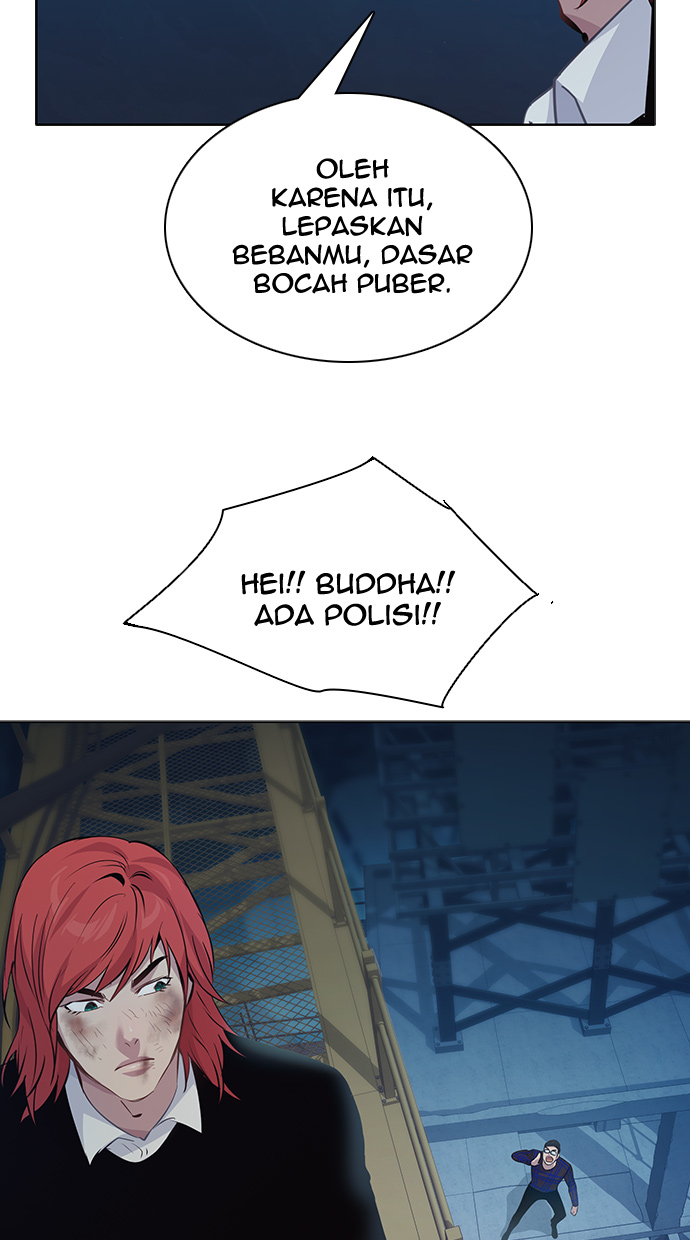 OLEH
KARENA ITU,
LEPASKAN
BEBANMU, DASAR
BOCAH PUBER.
HEI!! BUDDHA!!
ADA POLISI!!